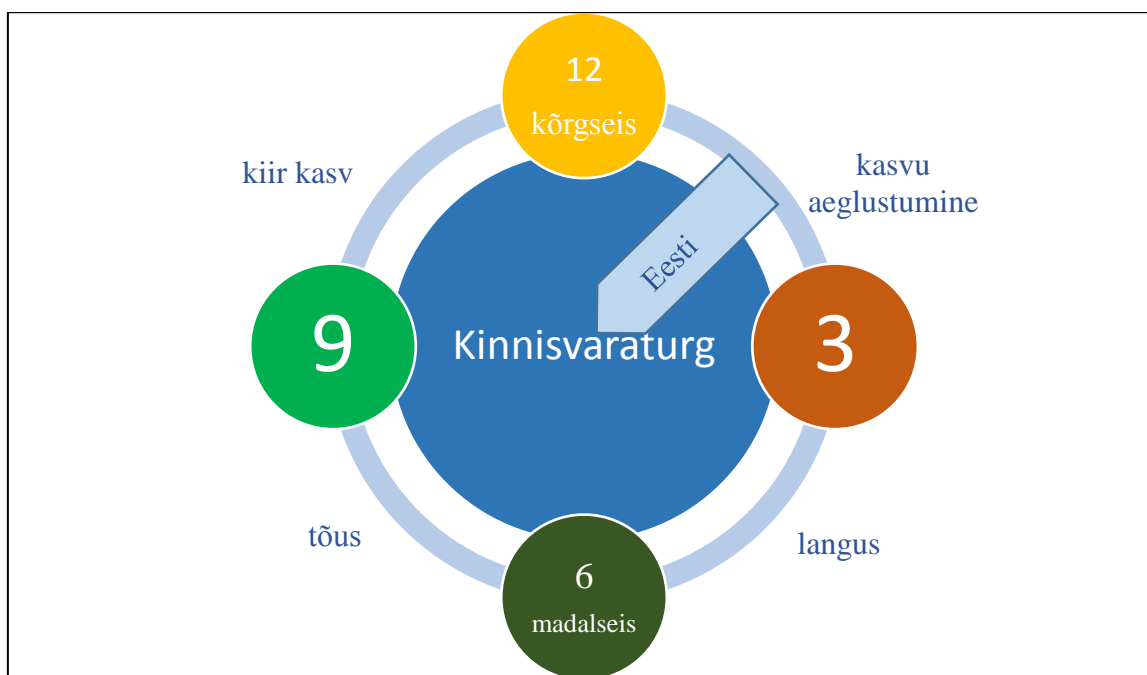 12
kõrgseis
kiir kasv
kasvu
aeglustumine
Eesti
9
Kinnisvaraturg
3
tõus
langus
6
madalseis